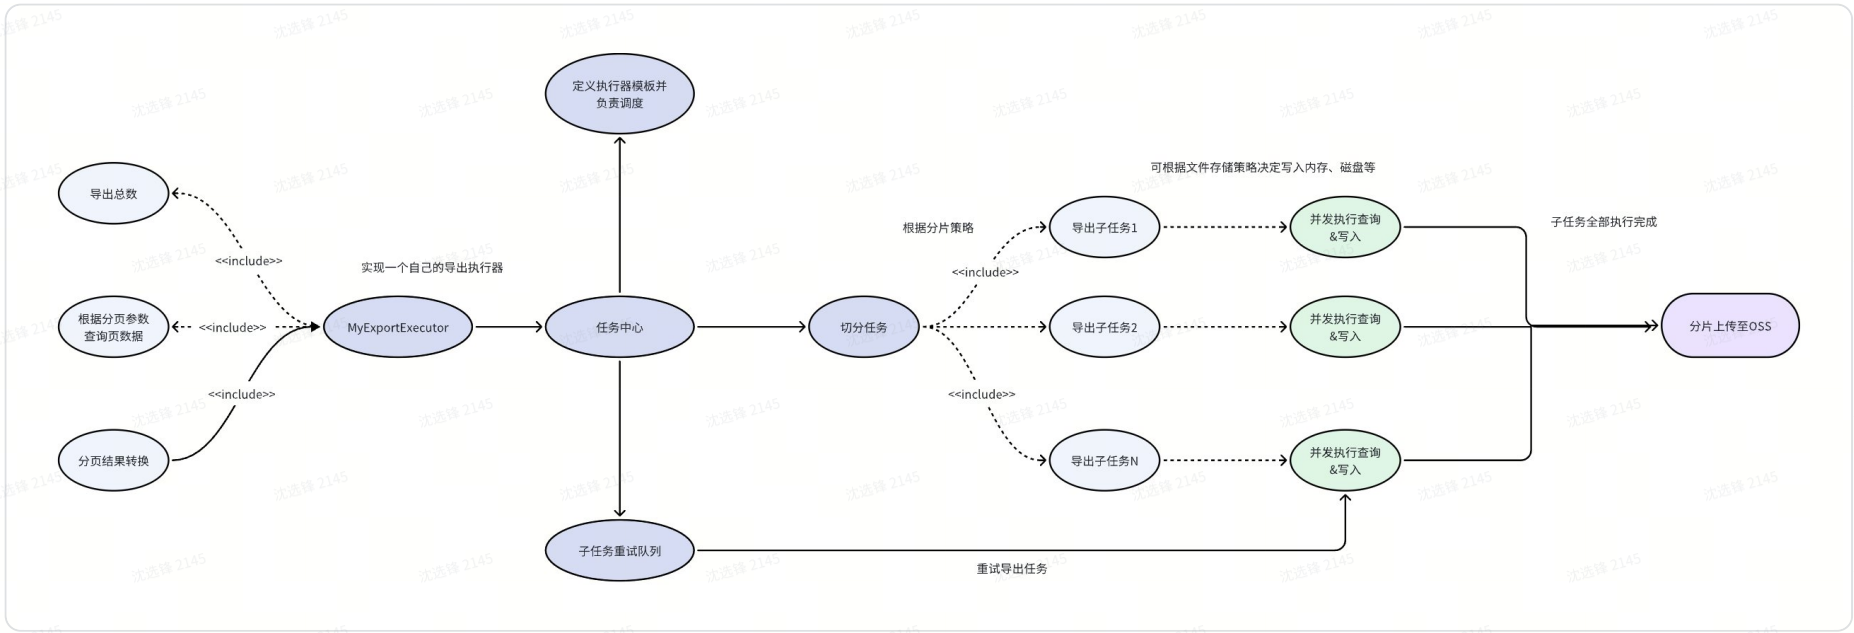 定义执行器模板并
负责调度
可根据文件存储策略决定写入内存、磁盘等
导出总数
根据分片策略
导出子任务1
并发执行查询
&写入
子任务全部执行完成
<<include>>
实现一个自己的导出执行器
<<include>>
根据分页参数
查询页数据
<<include>>
MyExportExecutor
任务中心
切分任务
导出子任务2
并发执行查询
&写入
分片上传至OSS
<<include>>
<<include>>
分页结果转换
导出子任务N
并发执行查询
&写入
子任务重试队列
重试导出任务
沈选锋 2145